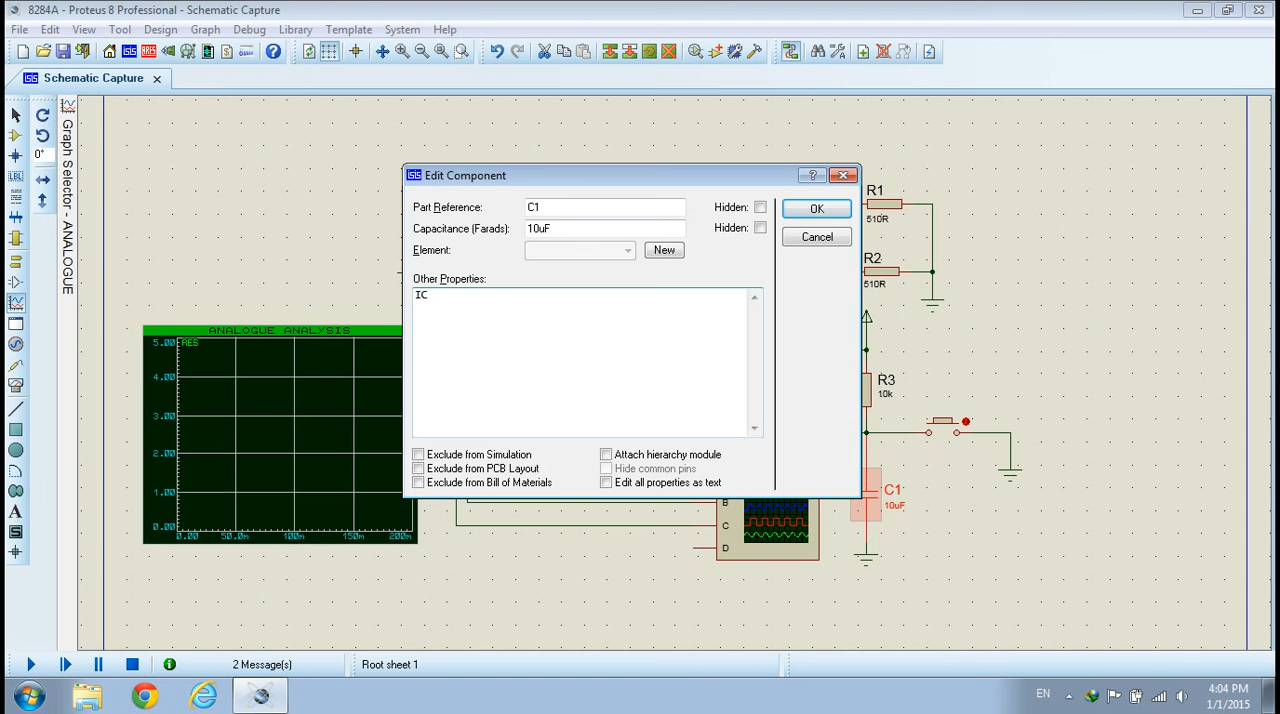 8284A - Proteus 8 Professional - Schematic Capture
File Edit View Tool Design Graph Debug Library Template System Help
Schematic Capture
0°
LBL
Graph Selector - ANALOGUE
Edit Component
Part Reference: C1 Hidden: OK
Capacitance (Farads): 10uF Hidden: Cancel
Element: New
Other Properties:
IC
Exclude from Simulation Attach hierarchy module
Exclude from PCB Layout Hide common pins
Exclude from Bill of Materials Edit all properties as text
R1
510R
R2
510R
R3
10k
C1
10uF
ANALOGUE ANALYSIS
5.00
RES
4.00
3.00
2.00
1.00
0.00
0.00 50.0m 100m 150m 200m
B
C
D
2 Message(s) Root sheet 1
EN
4:04 PM
1/1/2015